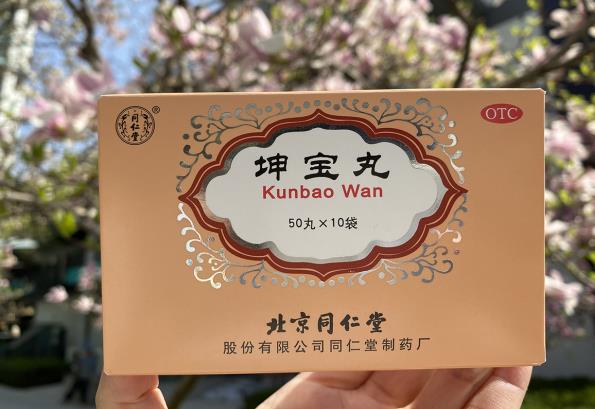 同仁堂
®
OTC
坤宝丸
Kunbao Wan
50丸×10袋
北京同仁堂
股份有限公司同仁堂制药厂